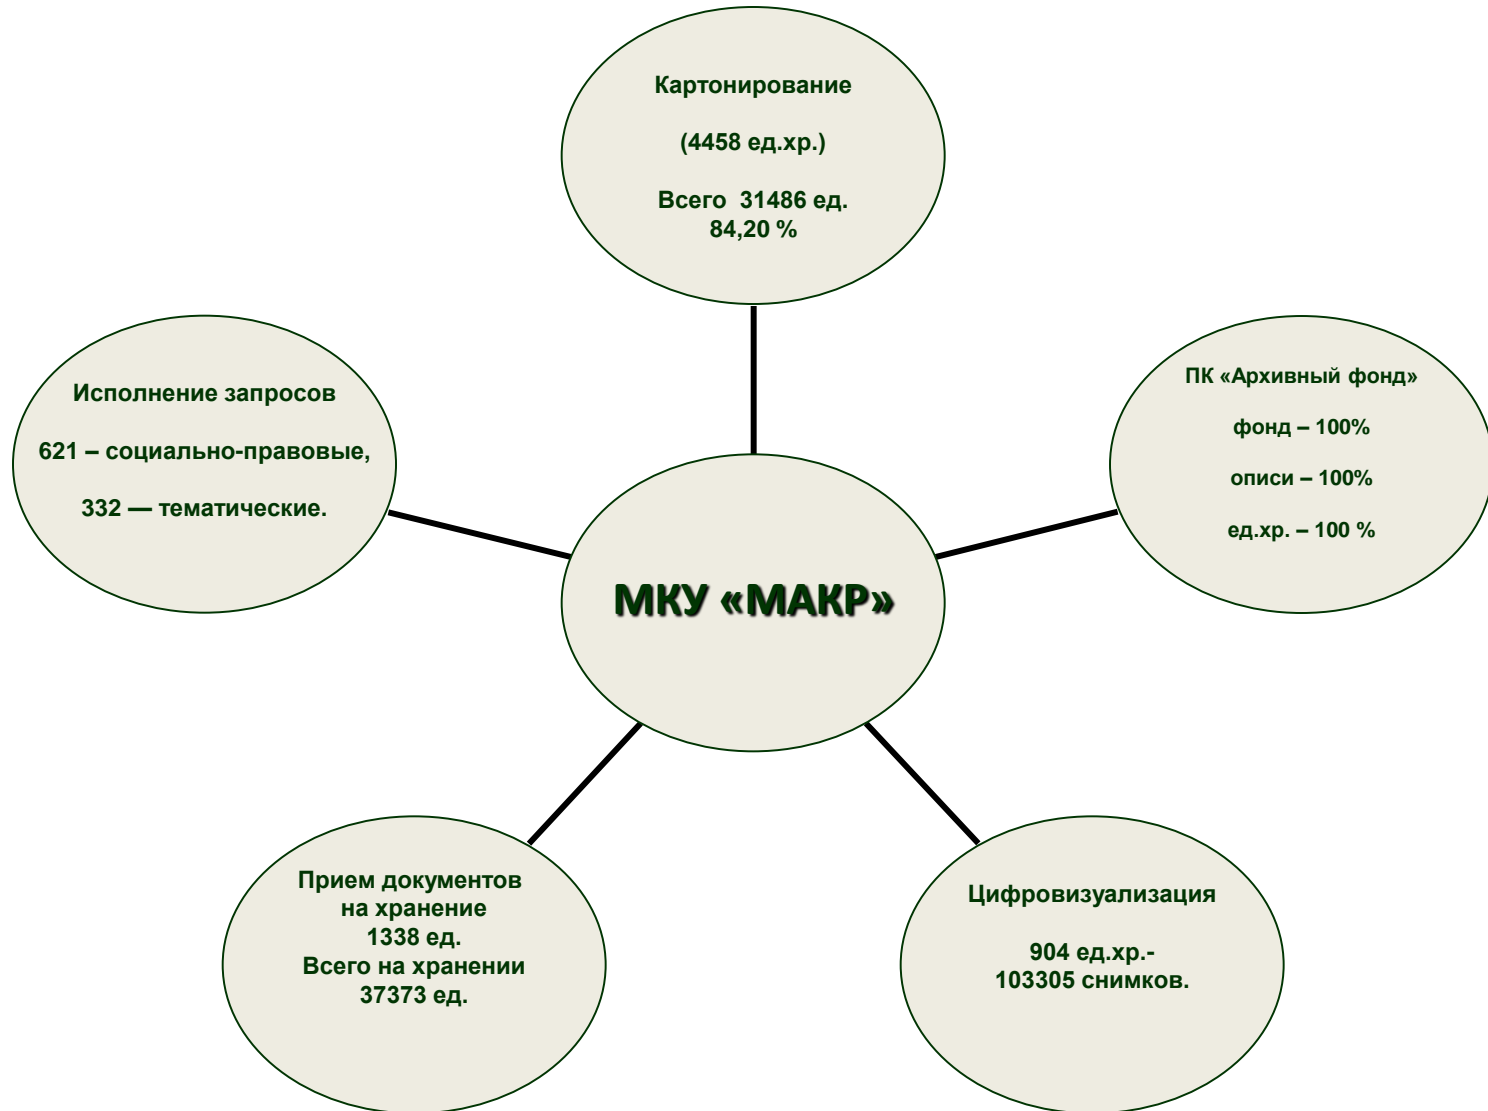 Картонирование
(4458 ед.хр.)
Всего 31486 ед.
84,20 %
Исполнение запросов
621 – социально-правовые,
332 — тематические.
ПК «Архивный фонд»
фонд – 100%
описи – 100%
ед.хр. – 100 %
МКУ «МАКР»
Прием документов
на хранение
1338 ед.
Всего на хранении
37373 ед.
Цифровизуализация
904 ед.хр.-
103305 снимков.